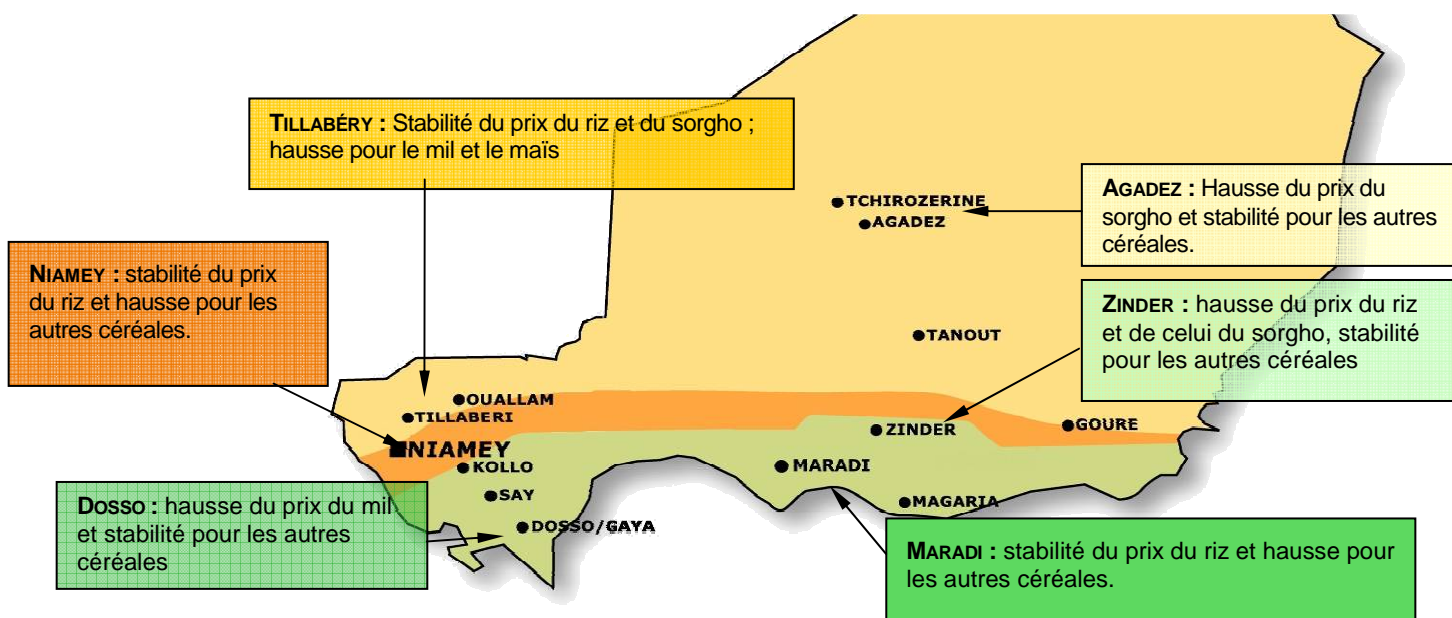 TILLABÉRY : Stabilité du prix du riz et du sorgho ;
hausse pour le mil et le maïs
AGADEZ : Hausse du prix du
sorgho et stabilité pour les autres
céréales.
NIAMEY : stabilité du prix
du riz et hausse pour les
autres céréales.
ZINDER : hausse du prix du riz
et de celui du sorgho, stabilité
pour les autres céréales
TCHIROZERINE
AGADEZ
TANOUT
OUALLAM
TILLABERI
NIAMEY
KOLLO
SAY
DOSSO/GAYA
ZINDER
GOURE
MARADI
MAGARIA
DOSSO : hausse du prix du mil
et stabilité pour les autres
céréales
MARADI : stabilité du prix du riz et hausse pour
les autres céréales.